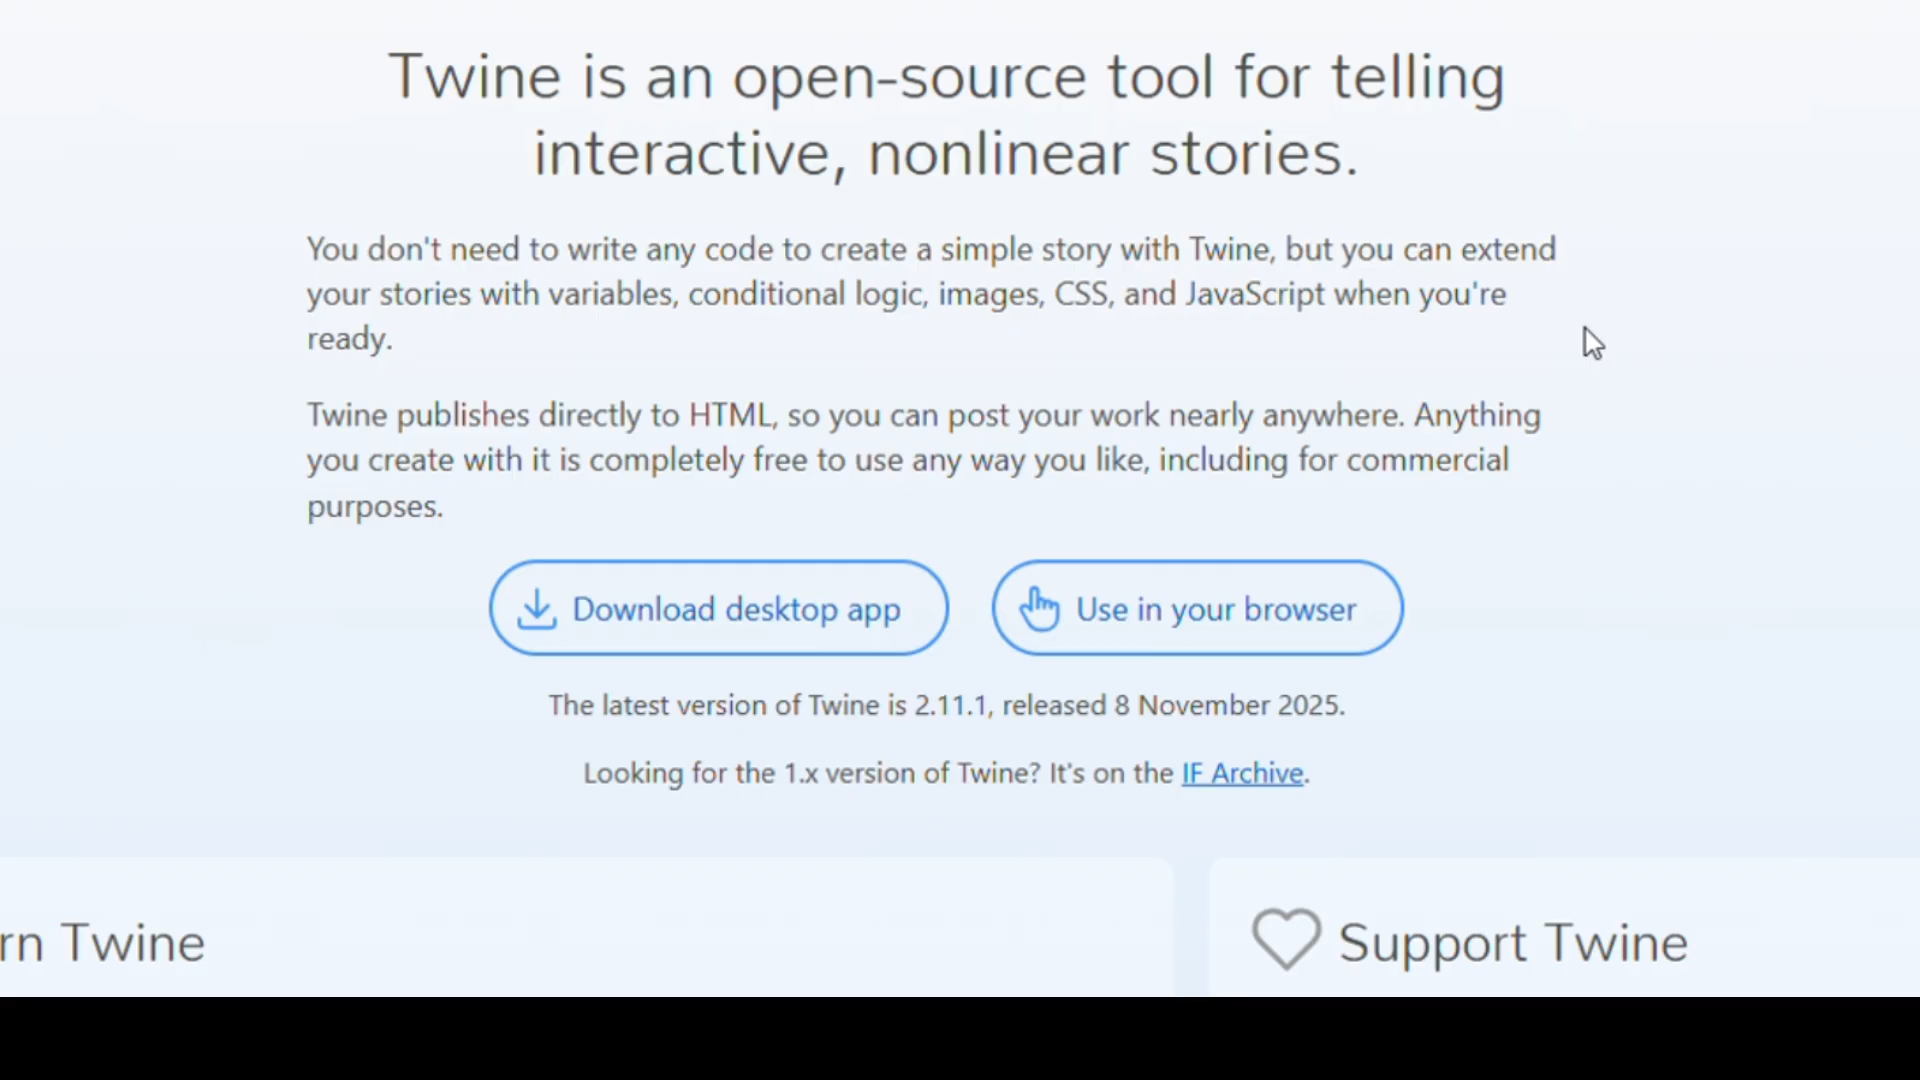 Twine is an open-source tool for telling
interactive, nonlinear stories.
You don't need to write any code to create a simple story with Twine, but you can extend
your stories with variables, conditional logic, images, CSS, and JavaScript when you're
ready.
Twine publishes directly to HTML, so you can post your work nearly anywhere. Anything
you create with it is completely free to use any way you like, including for commercial
purposes.
Download desktop app
Use in your browser
The latest version of Twine is 2.11.1, released 8 November 2025.
Looking for the 1.x version of Twine? It's on the IF Archive.
rn Twine
Support Twine